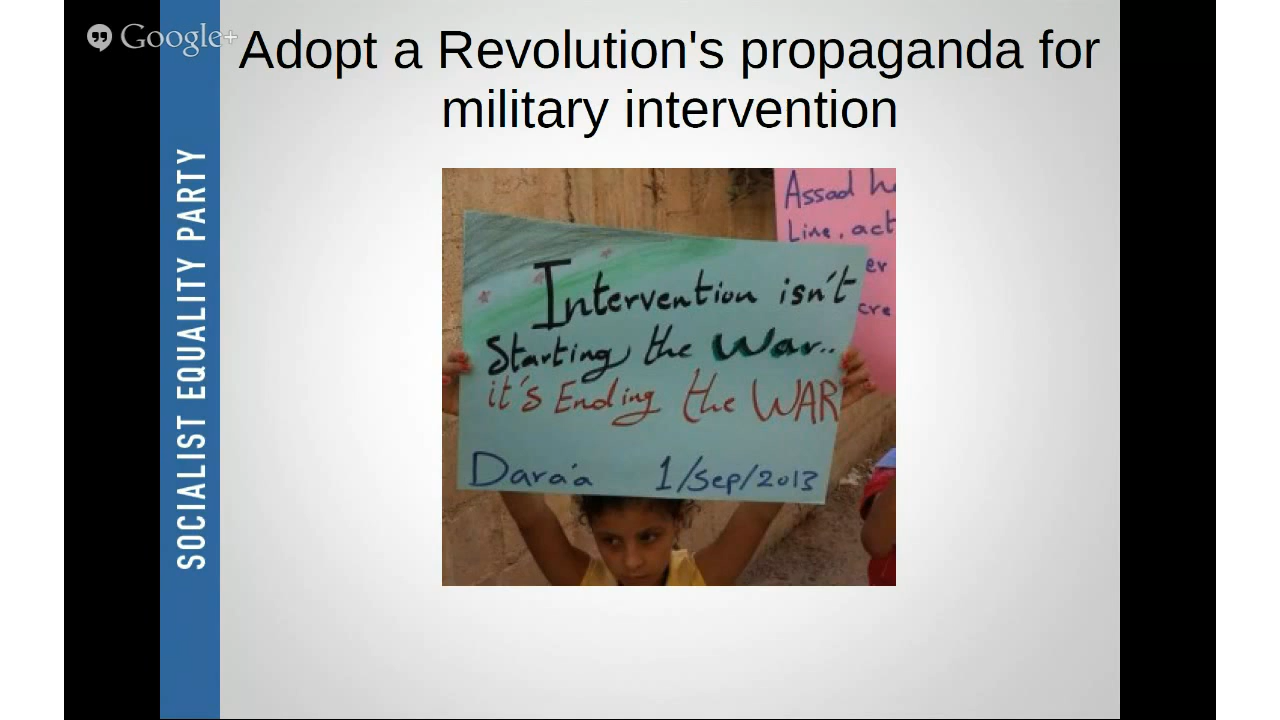 Google+
Adopt a Revolution's propaganda for
military intervention
SOCIALIST EQUALITY PARTY
Assad
Line, act
Intervention isn't
Starting the War..
it's Ending the WAR
Dara'a 1/Sep/2013